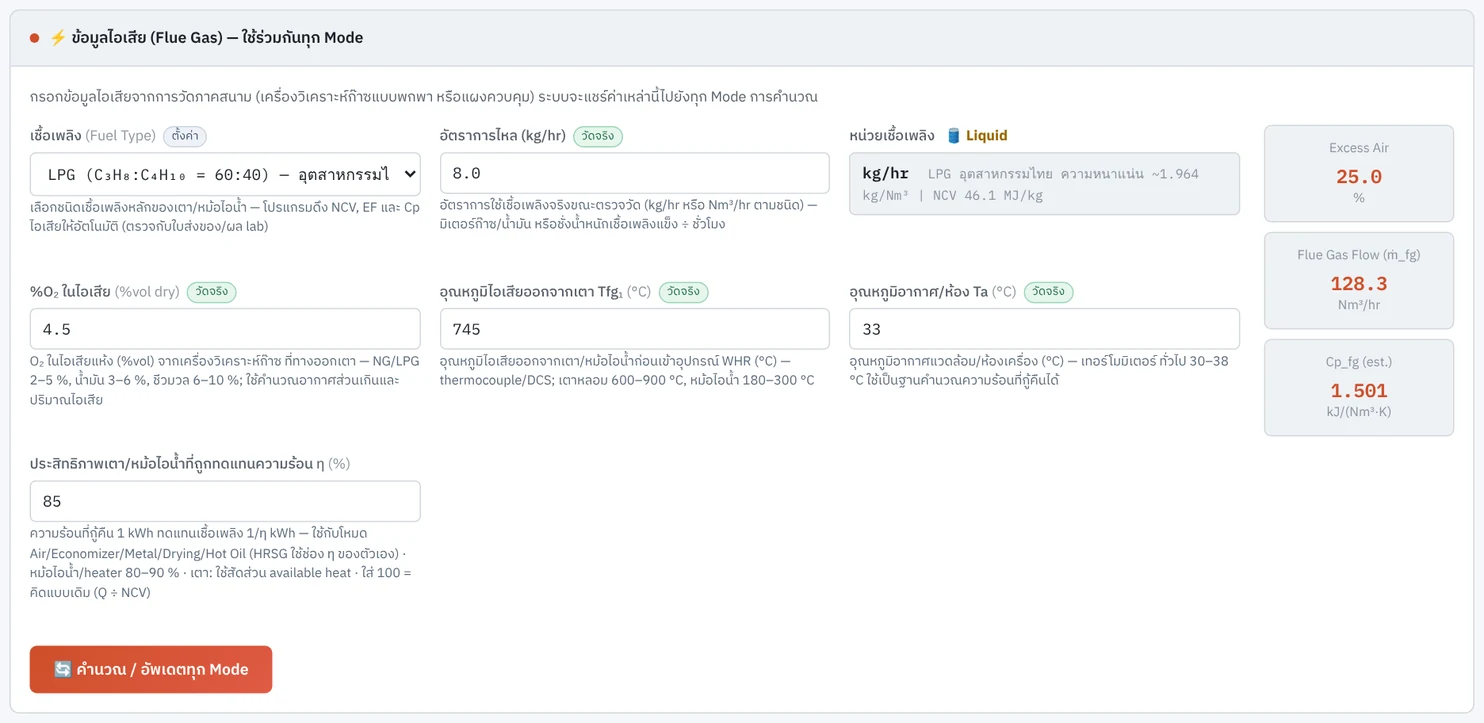 ⚡ ข้อมูลไอเสีย (Flue Gas) — ใช้ร่วมกันทุก Mode
กรอกข้อมูลไอเสียจากการวัดภาคสนาม (เครื่องวิเคราะห์ก๊าซแบบพกพา หรือแผงควบคุม) ระบบจะแชร์ค่าเหล่านี้ไปยังทุก Mode การคำนวณ
เชื้อเพลิง (Fuel Type) ตั้งค่า
LPG (C₃H₈:C₄H₁₀ = 60:40) — อุตสาหกรรมไ
เลือกชนิดเชื้อเพลิงหลักของเตา/หม้อไอน้ำ — โปรแกรมดึง NCV, EF และ Cp
ไอเสียให้อัตโนมัติ (ตรวจกับใบส่งของ/ผล lab)
อัตราการไหล (kg/hr) วัดจริง
8.0
อัตราการใช้เชื้อเพลิงจริงขณะตรวจวัด (kg/hr หรือ Nm³/hr ตามชนิด) —
มิเตอร์ก๊าซ/น้ำมัน หรือชั่งน้ำหนักเชื้อเพลิงแข็ง ÷ ชั่วโมง
หน่วยเชื้อเพลิง 🛢️ Liquid
kg/hr LPG อุตสาหกรรมไทย ความหนาแน่น ~1.964
kg/Nm³ | NCV 46.1 MJ/kg
Excess Air
25.0
%
Flue Gas Flow (ṁ_fg)
128.3
Nm³/hr
Cp_fg (est.)
1.501
kJ/(Nm³·K)
%O₂ ในไอเสีย (%vol dry) วัดจริง
4.5
O₂ ในไอเสียแห้ง (%vol) จากเครื่องวิเคราะห์ก๊าซ ที่ทางออกเตา — NG/LPG
2–5 %, น้ำมัน 3–6 %, ชีวมวล 6–10 %; ใช้คำนวณอากาศส่วนเกินและ
ปริมาณไอเสีย
อุณหภูมิไอเสียออกจากเตา Tfg₁ (°C) วัดจริง
745
อุณหภูมิไอเสียออกจากเตา/หม้อไอน้ำก่อนเข้าอุปกรณ์ WHR (°C) —
thermocouple/DCS; เตาหลอม 600–900 °C, หม้อไอน้ำ 180–300 °C
อุณหภูมิอากาศ/ห้อง Ta (°C) วัดจริง
33
อุณหภูมิอากาศแวดล้อม/ห้องเครื่อง (°C) — เทอร์โมมิเตอร์ ทั่วไป 30–38
°C ใช้เป็นฐานคำนวณความร้อนที่กู้คืนได้
ประสิทธิภาพเตา/หม้อไอน้ำที่ถูกทดแทนความร้อน η (%)
85
ความร้อนที่กู้คืน 1 kWh ทดแทนเชื้อเพลิง 1/η kWh — ใช้กับโหมด
Air/Economizer/Metal/Drying/Hot Oil (HRSG ใช้ช่อง η ของตัวเอง) ·
หม้อไอน้ำ/heater 80–90 % · เตา: ใช้สัดส่วน available heat · ใส่ 100 =
คิดแบบเดิม (Q ÷ NCV)
🔄 คำนวณ / อัพเดตทุก Mode